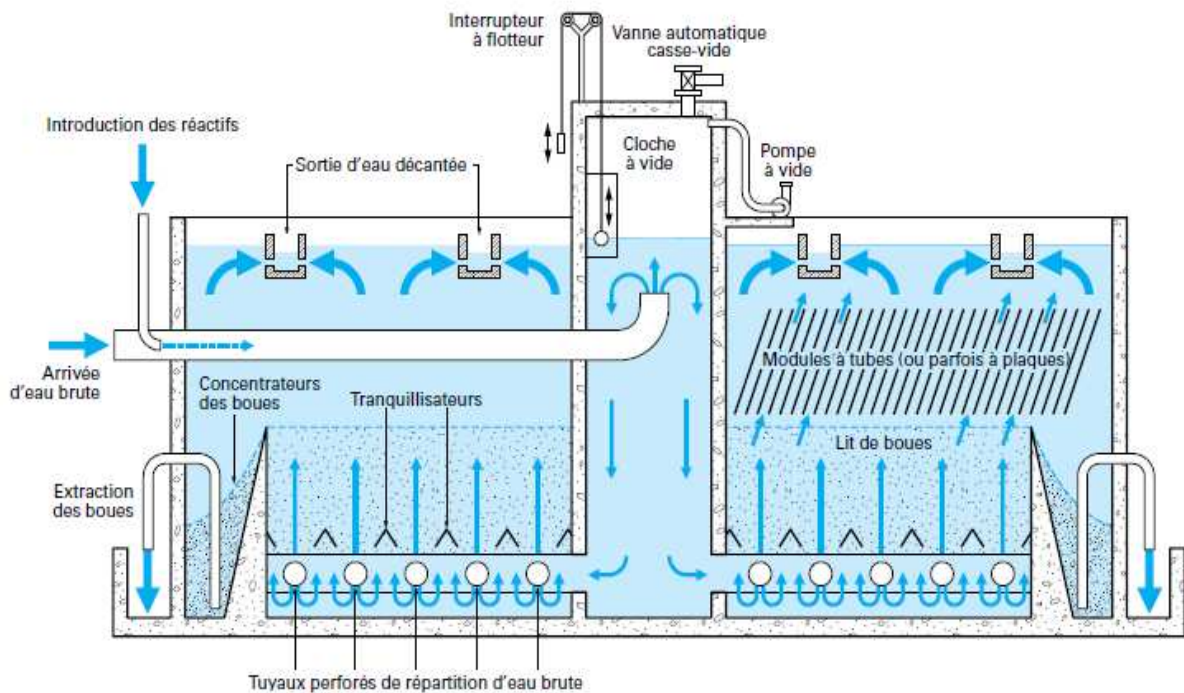 Interrupteur
à flotteur
Vanne automatique
casse-vide
Introduction des réactifs
Sortie d'eau décantée
Cloche
à vide
Pompe
à vide
Arrivée
d'eau brute
Concentrateurs
des boues
Tranquillisateurs
Modules à tubes (ou parfois à plaques)
Lit de boues
Extraction
des boues
Tuyaux perforés de répartition d'eau brute